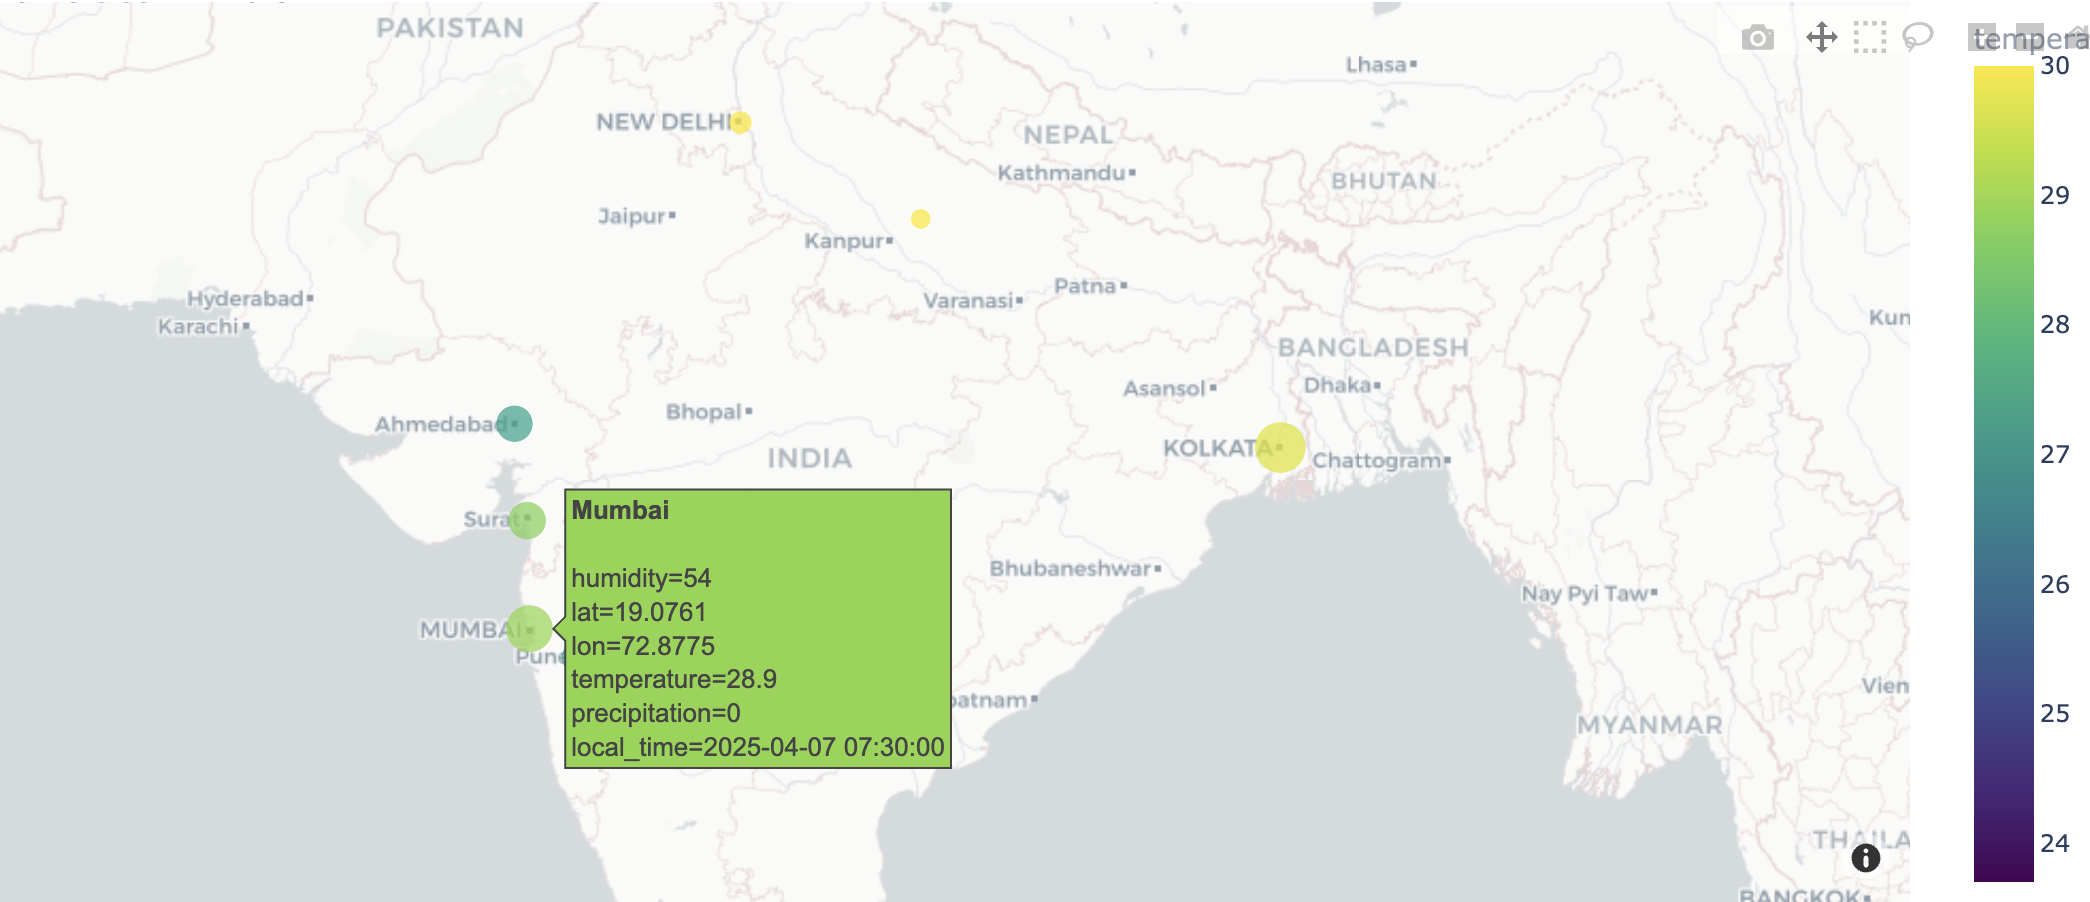 PAKISTAN
Lhasa
tempera
30
NEW DELHI
NEPAL
Kathmandu
BHUTAN
29
Jaipur
Kanpur
Patna
Varanasi
Hyderabad
Karachi
Kun
28
BANGLADESH
Asansol
Dhaka
Bhopal
Ahmedabad
INDIA
KOLKATA
Chattogram
27
Surat
Mumbai
humidity=54
lat=19.0761
lon=72.8775
temperature=28.9
precipitation=0
local_time=2025-04-07 07:30:00
Bhubaneshwar
Nay Pyi Taw
26
MUMBAI
Pune
patnam
Vien
25
MYANMAR
THAILA
24
BANGKOK